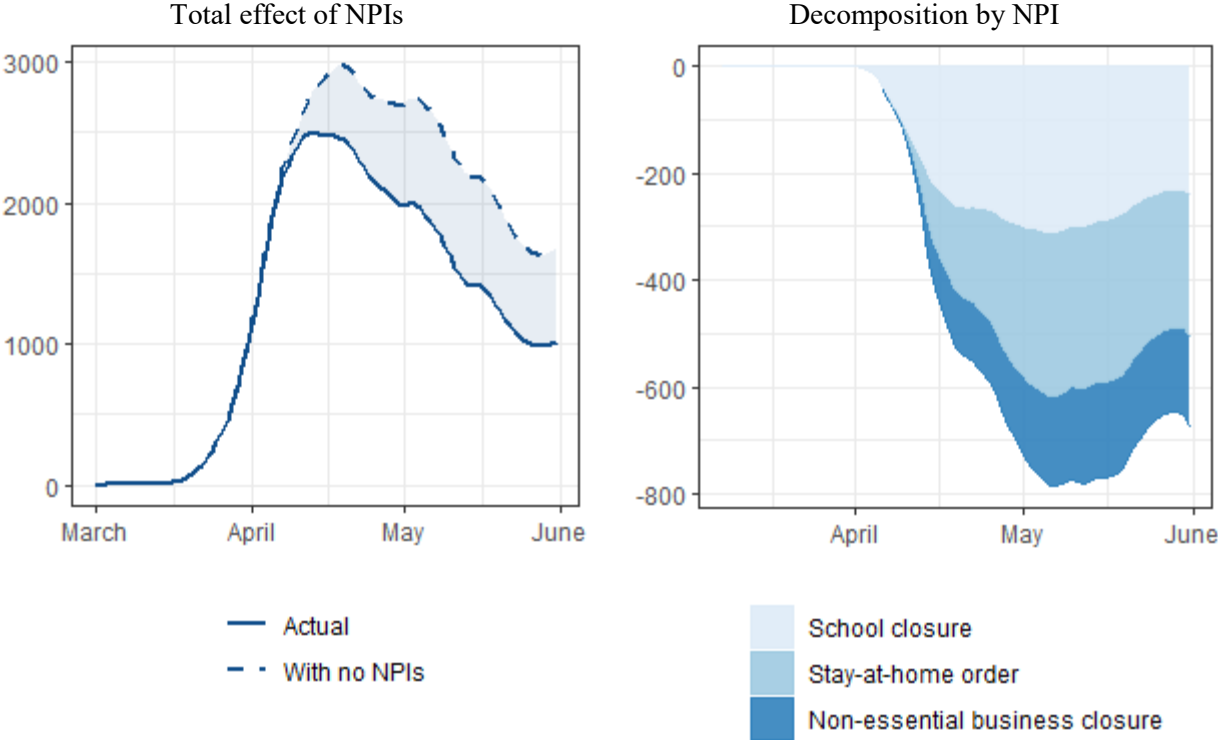 Total effect of NPIs
3000
2000
1000
0
March April May June
Actual
With no NPIs
Decomposition by NPI
0
-200
-400
-600
-800
April May June
School closure
Stay-at-home order
Non-essential business closure